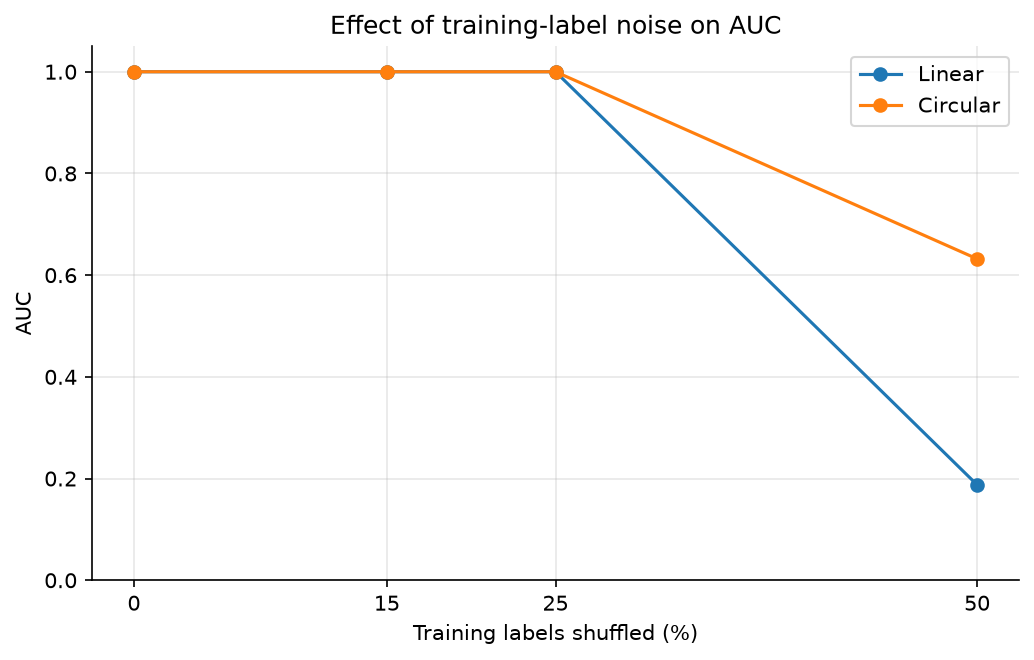 Effect of training-label noise on AUC
Linear
Circular
1.0
0.8
0.6
0.4
0.2
0.0
AUC
0 15 25 50
Training labels shuffled (%)